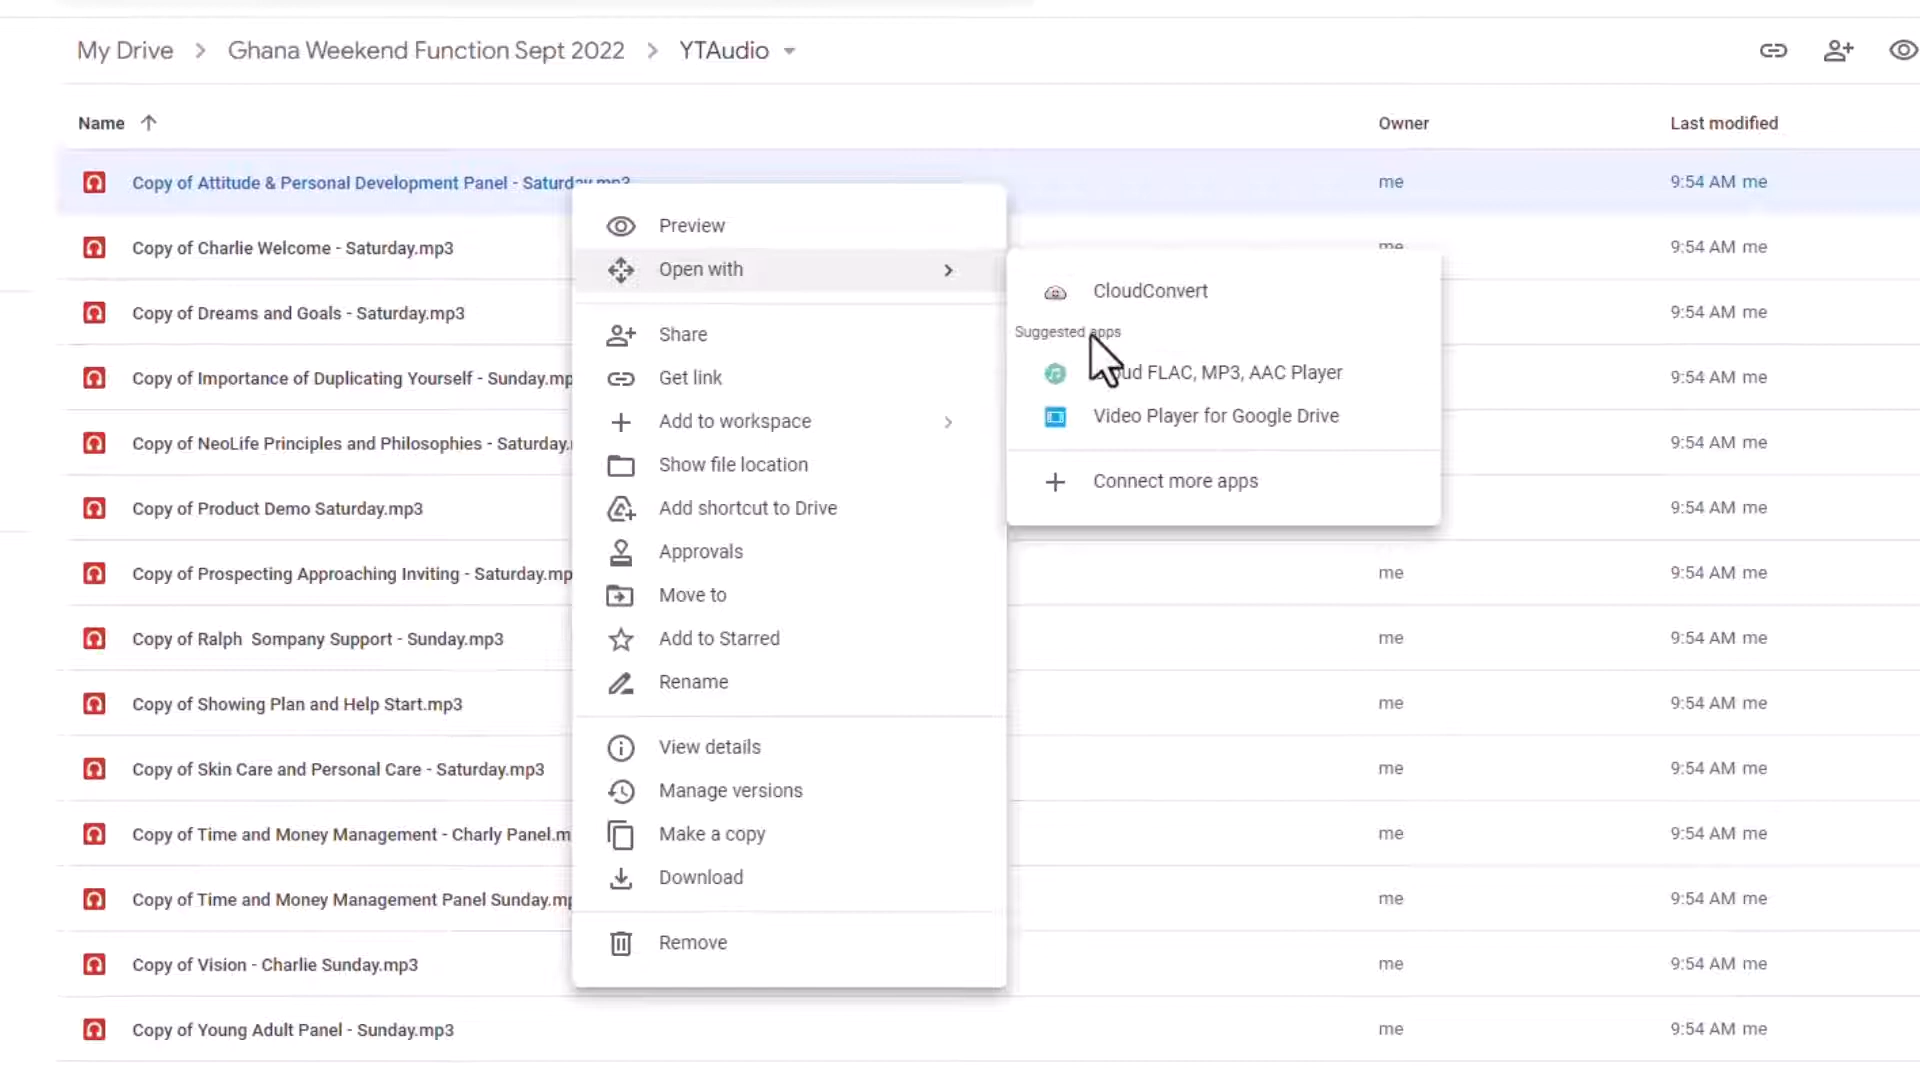 My Drive > Ghana Weekend Function Sept 2022 > YTAudio
Name Owner Last modified
Copy of Attitude & Personal Development Panel - Saturday.mp3 me 9:54 AM me
Copy of Charlie Welcome - Saturday.mp3 me 9:54 AM me
Copy of Dreams and Goals - Saturday.mp3 9:54 AM me
Copy of Importance of Duplicating Yourself - Sunday.mp 9:54 AM me
Copy of NeoLife Principles and Philosophies - Saturday. 9:54 AM me
Copy of Product Demo Saturday.mp3 9:54 AM me
Copy of Prospecting Approaching Inviting - Saturday.mp me 9:54 AM me
Copy of Ralph Sompany Support - Sunday.mp3 me 9:54 AM me
Copy of Showing Plan and Help Start.mp3 me 9:54 AM me
Copy of Skin Care and Personal Care - Saturday.mp3 me 9:54 AM me
Copy of Time and Money Management - Charly Panel.m me 9:54 AM me
Copy of Time and Money Management Panel Sunday.mp me 9:54 AM me
Copy of Vision - Charlie Sunday.mp3 me 9:54 AM me
Copy of Young Adult Panel - Sunday.mp3 me 9:54 AM me
Preview
Open with
Share
Get link
Add to workspace
Show file location
Add shortcut to Drive
Approvals
Move to
Add to Starred
Rename
View details
Manage versions
Make a copy
Download
Remove
CloudConvert
Suggested apps
FLAC, MP3, AAC Player
Video Player for Google Drive
Connect more apps